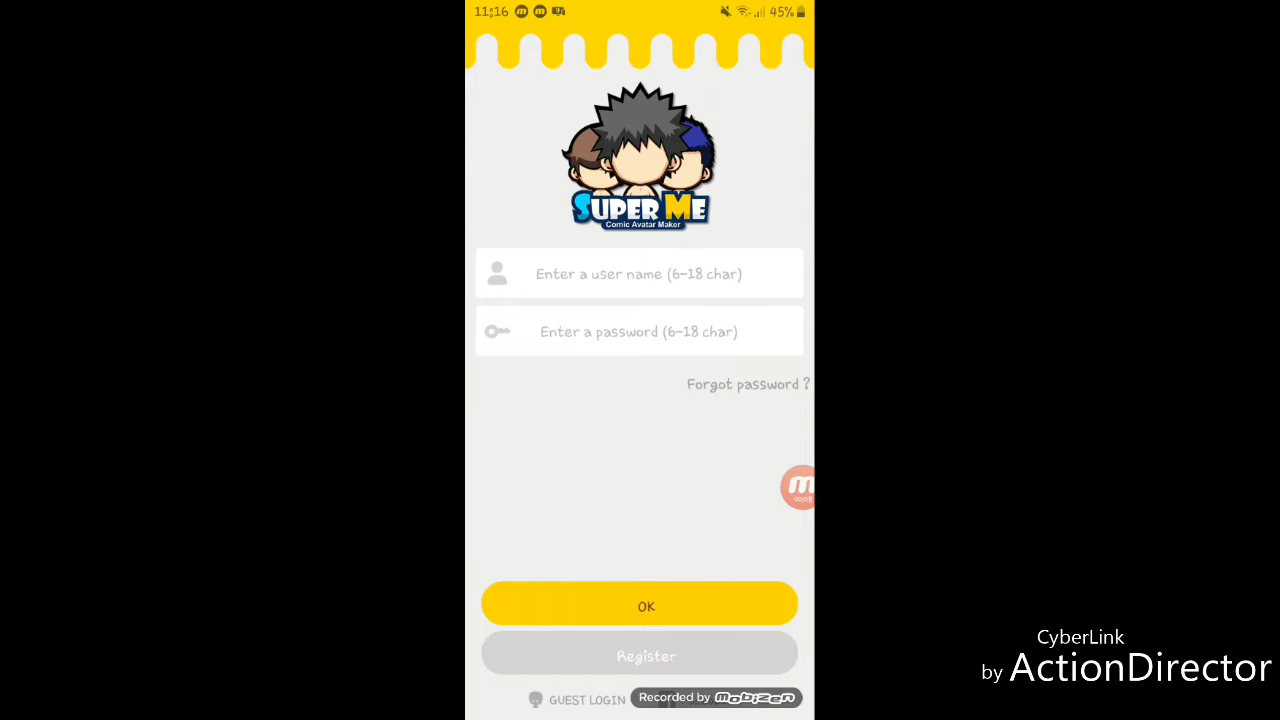 11:16
45%
SUPER ME
Comic Avatar Maker
Enter a user name (6-18 char)
Enter a password (6-18 char)
Forgot password ?
OK
Register
GUEST LOGIN
Recorded by mobizen
CyberLink
by ActionDirector